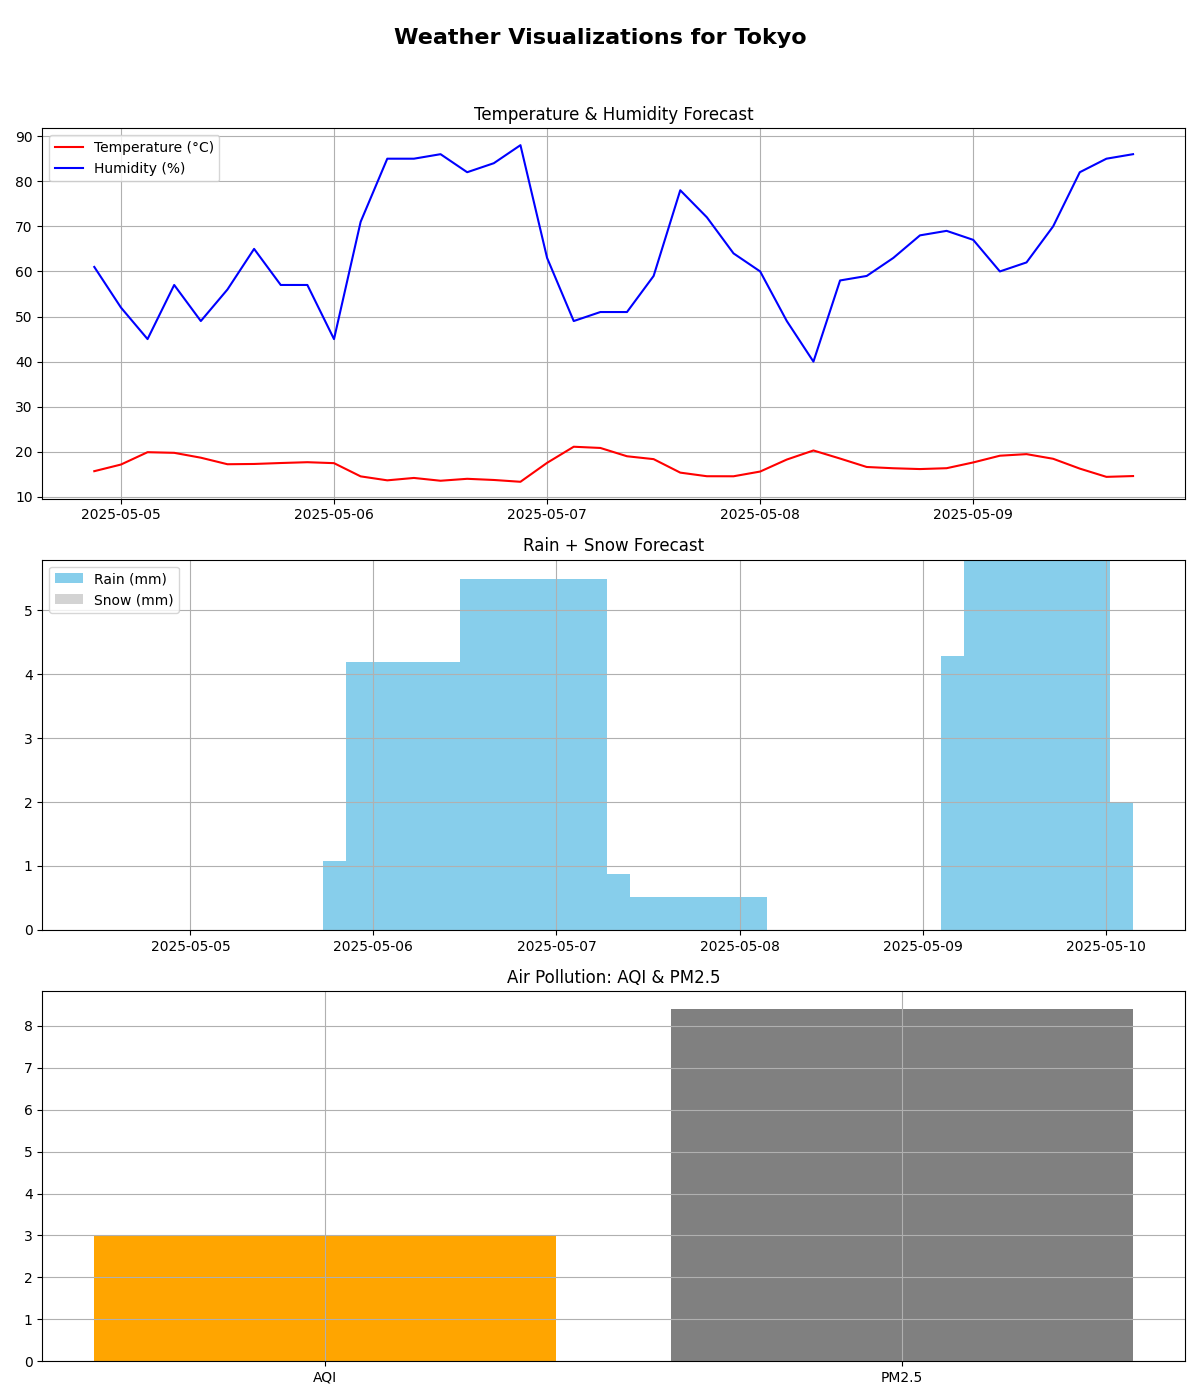 Weather Visualizations for Tokyo
Temperature & Humidity Forecast
90
80
70
60
50
40
30
20
10
Temperature (°C)
Humidity (%)
2025-05-05 2025-05-06 2025-05-07 2025-05-08 2025-05-09
Rain + Snow Forecast
Rain (mm)
Snow (mm)
5
4
3
2
1
0
2025-05-05 2025-05-06 2025-05-07 2025-05-08 2025-05-09 2025-05-10
Air Pollution: AQI & PM2.5
8
7
6
5
4
3
2
1
0
AQI PM2.5